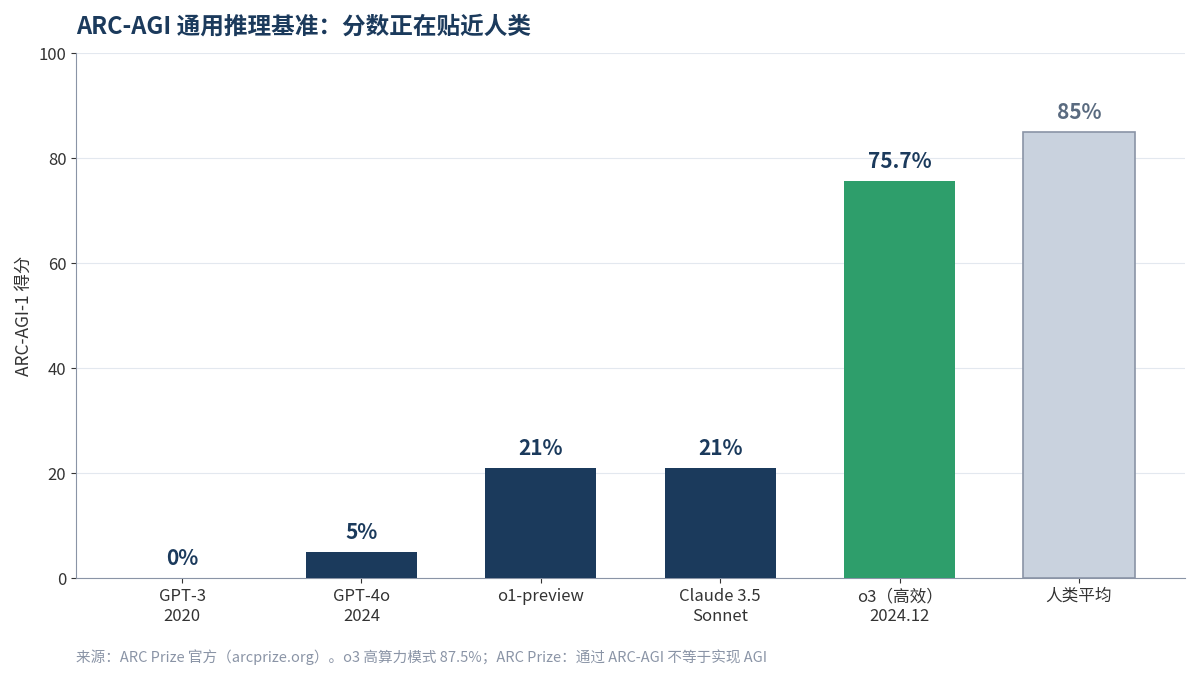 ARC-AGI 通用推理基准：分数正在贴近人类
ARC-AGI-1 得分
100
80
60
40
20
0
0%
5%
21%
21%
75.7%
85%
GPT-3
2020
GPT-4o
2024
o1-preview
Claude 3.5
Sonnet
o3（高效）
2024.12
人类平均
来源：ARC Prize 官方（arcprize.org）。o3 高算力模式 87.5%；ARC Prize：通过 ARC-AGI 不等于实现 AGI